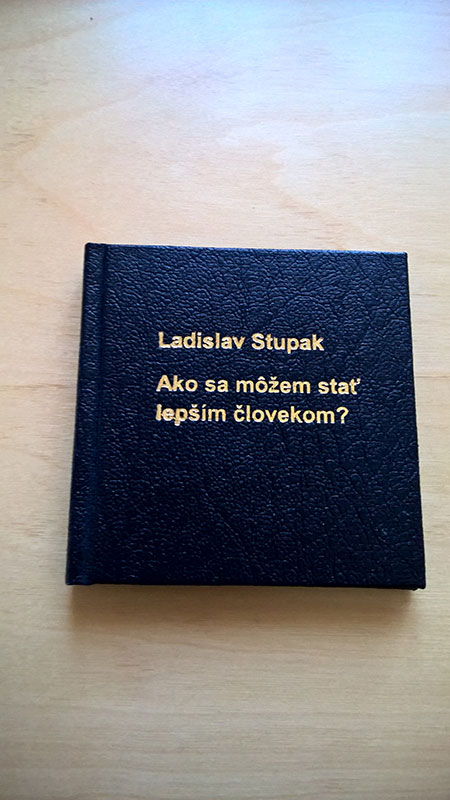 Ladislav Stupak
Ako sa môžem stať
lepším človekom?